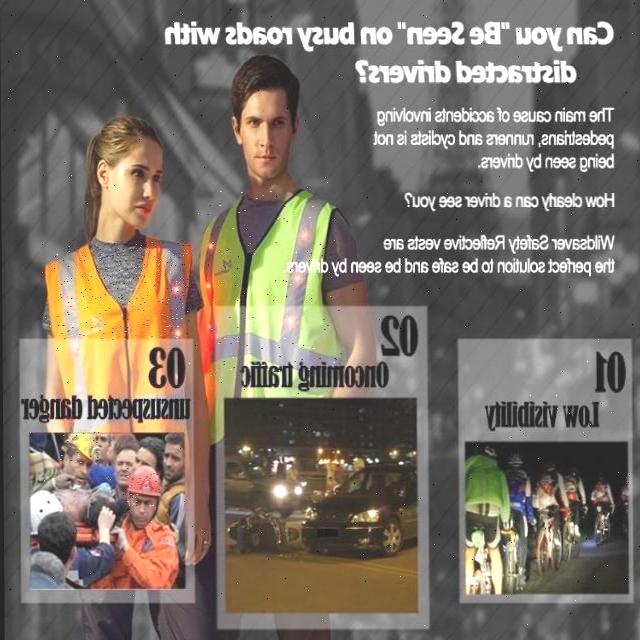 Can you "Be Seen" on busy roads with
distracted drivers?
The main cause of accidents involving
pedestrians, runners and cyclists is not
being seen by drivers.
How clearly can a driver see you?
Wildsaver Safety Reflective vests are
the perfect solution to be safe and be seen by drivers.
01
Low visibility
02
Oncoming traffic
03
unsuspected danger